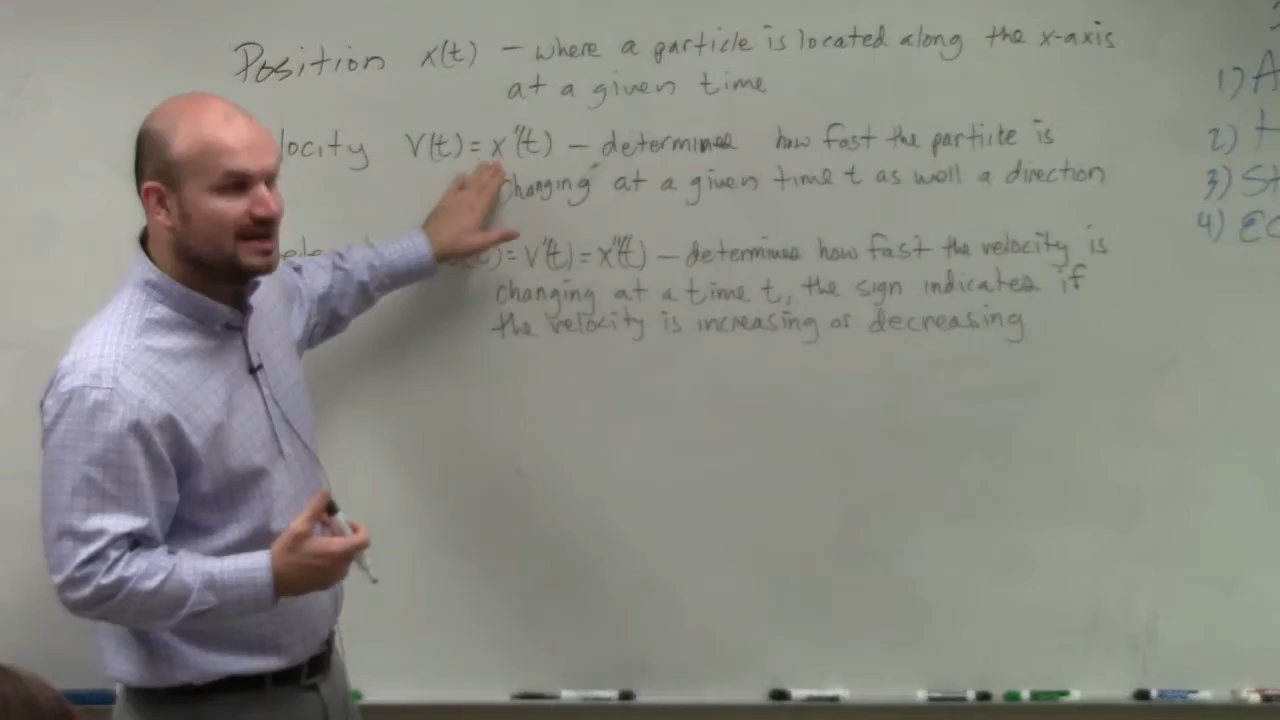 Position x(t) – where a particle is located along the x-axis
at a given time
locity v(t) = x'(t) – determines how fast the particle is
changing at a given time t as well a direction
= v'(t) = x''(t) – determines how fast the velocity is
changing at a time t, the sign indicates if
the velocity is increasing or decreasing
1) A
2) H
3) St
4)